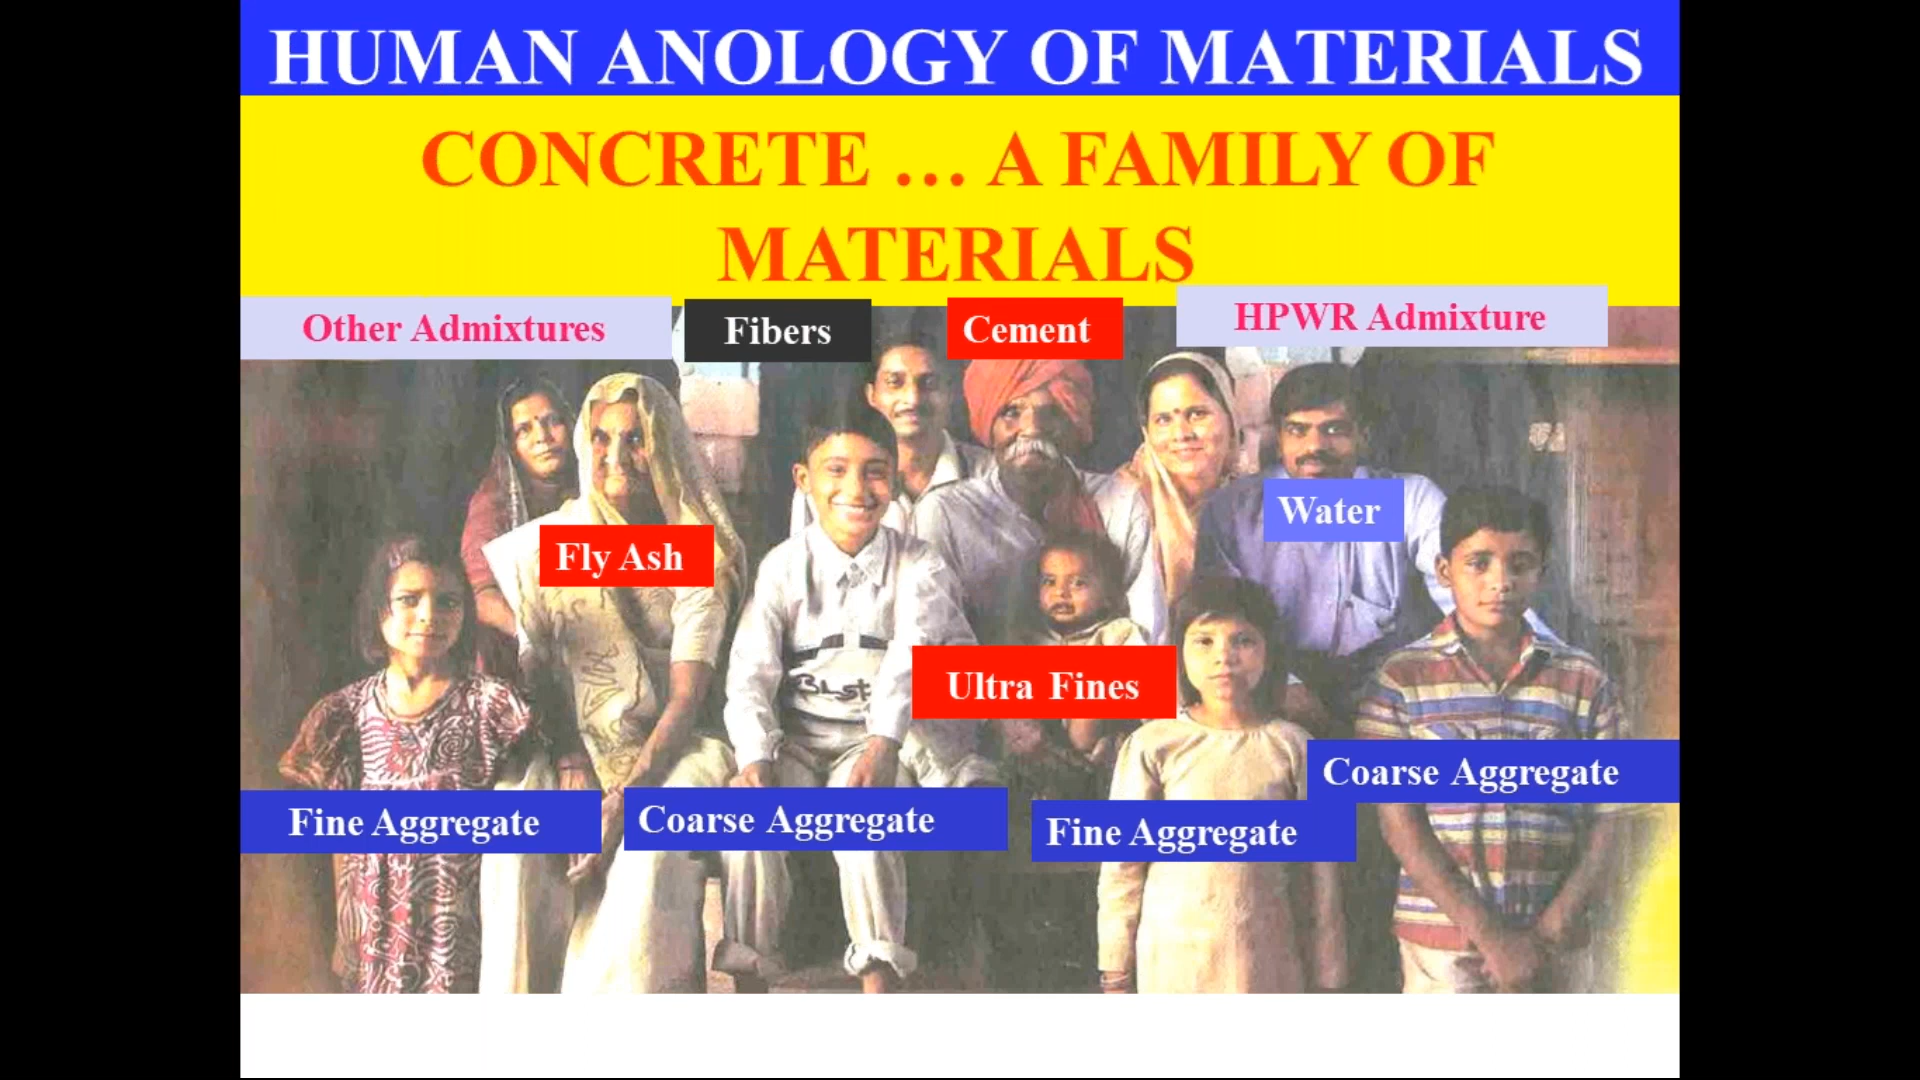 HUMAN ANOLOGY OF MATERIALS
CONCRETE … A FAMILY OF
MATERIALS
Other Admixtures
Fibers
Cement
HPWR Admixture
Water
Fly Ash
Ultra Fines
BLst
Coarse Aggregate
Fine Aggregate
Coarse Aggregate
Fine Aggregate